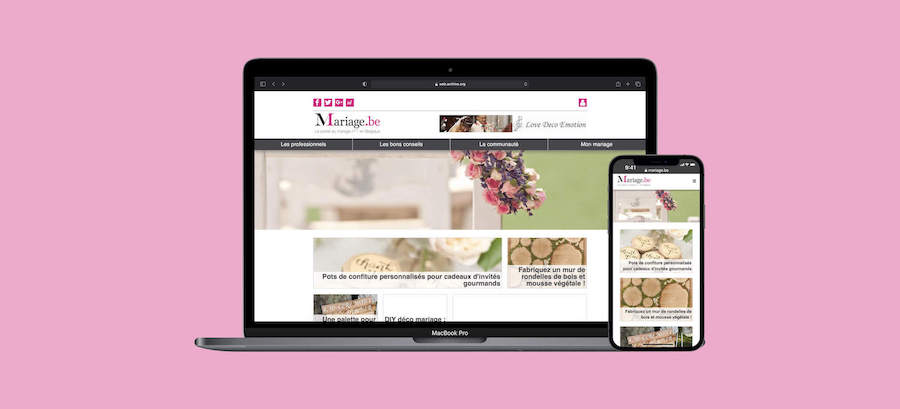 web.archive.org
Mariage.be
Love Deco Emotion
Les professionnels
Les bons conseils
La communauté
Mon mariage
Pots de confiture personnalisés pour cadeaux d'invités
gourmands
Fabriquez un mur de
rondelles de bois et
mousse végétale !
Une palette pour
DIY déco mariage :
MacBook Pro
9:41
mariage.be
Mariage.be
Pots de confiture personnalisés
pour cadeaux d'invités gourmands
Fabriquez un mur de rondelles de
bois et mousse végétale !